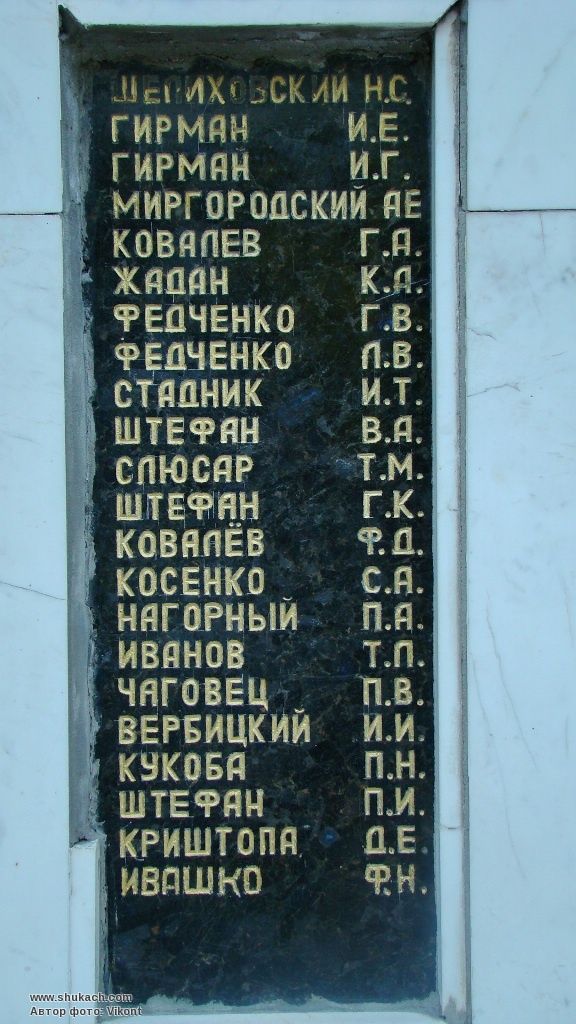 ШЕЛИХОВСКИЙ Н.С.
ГИРМАН И.Е.
ГИРМАН И.Г.
МИРГОРОДСКИЙ АЕ
КОВАЛЕВ Г.А.
ЖАДАН К.А.
ФЕДЧЕНКО Г.В.
ФЕДЧЕНКО Л.В.
СТАДНИК И.Т.
ШТЕФАН В.А.
СЛЮСАР Т.М.
ШТЕФАН Г.К.
КОВАЛЁВ Ф.Д.
КОСЕНКО С.А.
НАГОРНЫЙ П.А.
ИВАНОВ Т.Л.
ЧАГОВЕЦ П.В.
ВЕРБИЦКИЙ И.И.
КУКОБА П.Н.
ШТЕФАН П.И.
КРИШТОПА Д.Е.
ИВАШКО Ф.Н.
www.shukach.com
Автор фото: Vikont